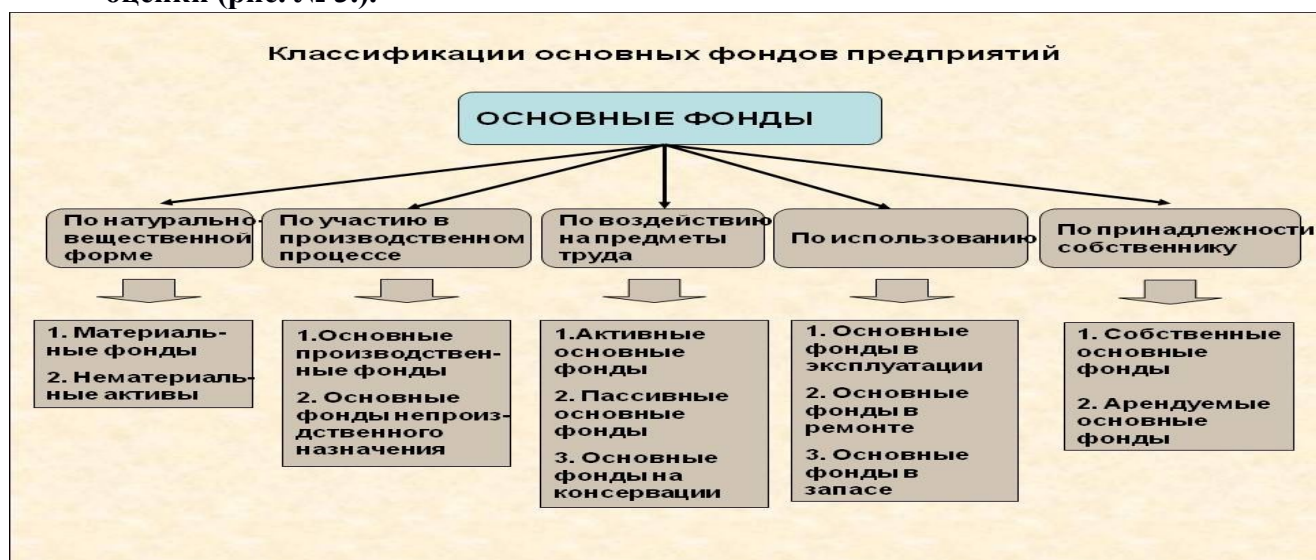 оценки (рис. № 3.).
Классификации основных фондов предприятий
ОСНОВНЫЕ ФОНДЫ
По натурально-
вещественной
форме
По участию в
производственном
процессе
По воздействию
на предметы
труда
По использованию
По принадлежности
собственнику
1. Материаль-
ные фонды
2. Нематериаль-
ные активы
1.Основные
производствен-
ные фонды
2. Основные
фонды непроиз-
дственного
назначения
1.Активные
основные
фонды
2. Пассивные
основные
фонды
3. Основные
фонды на
консервации
1. Основные
фонды в
эксплуатации
2. Основные
фонды в
ремонте
3. Основные
фонды в
запасе
1. Собственные
основные
фонды
2. Арендуемые
основные
фонды